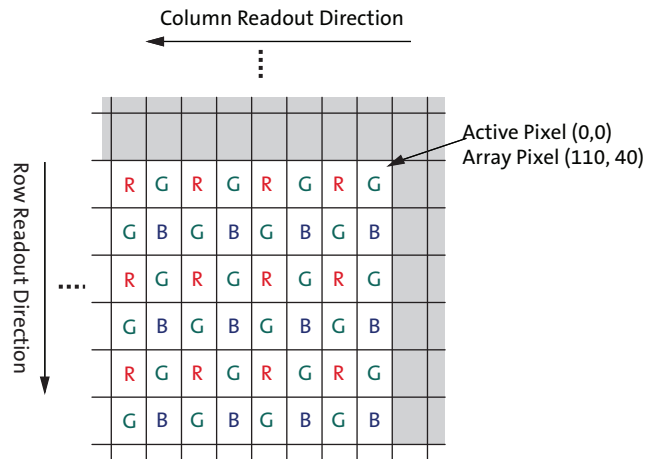 Column Readout Direction
Active Pixel (0,0)
Array Pixel (110, 40)
Row Readout Direction
R G R G R G R G
G B G B G B G B
R G R G R G R G
G B G B G B G B
R G R G R G R G
G B G B G B G B